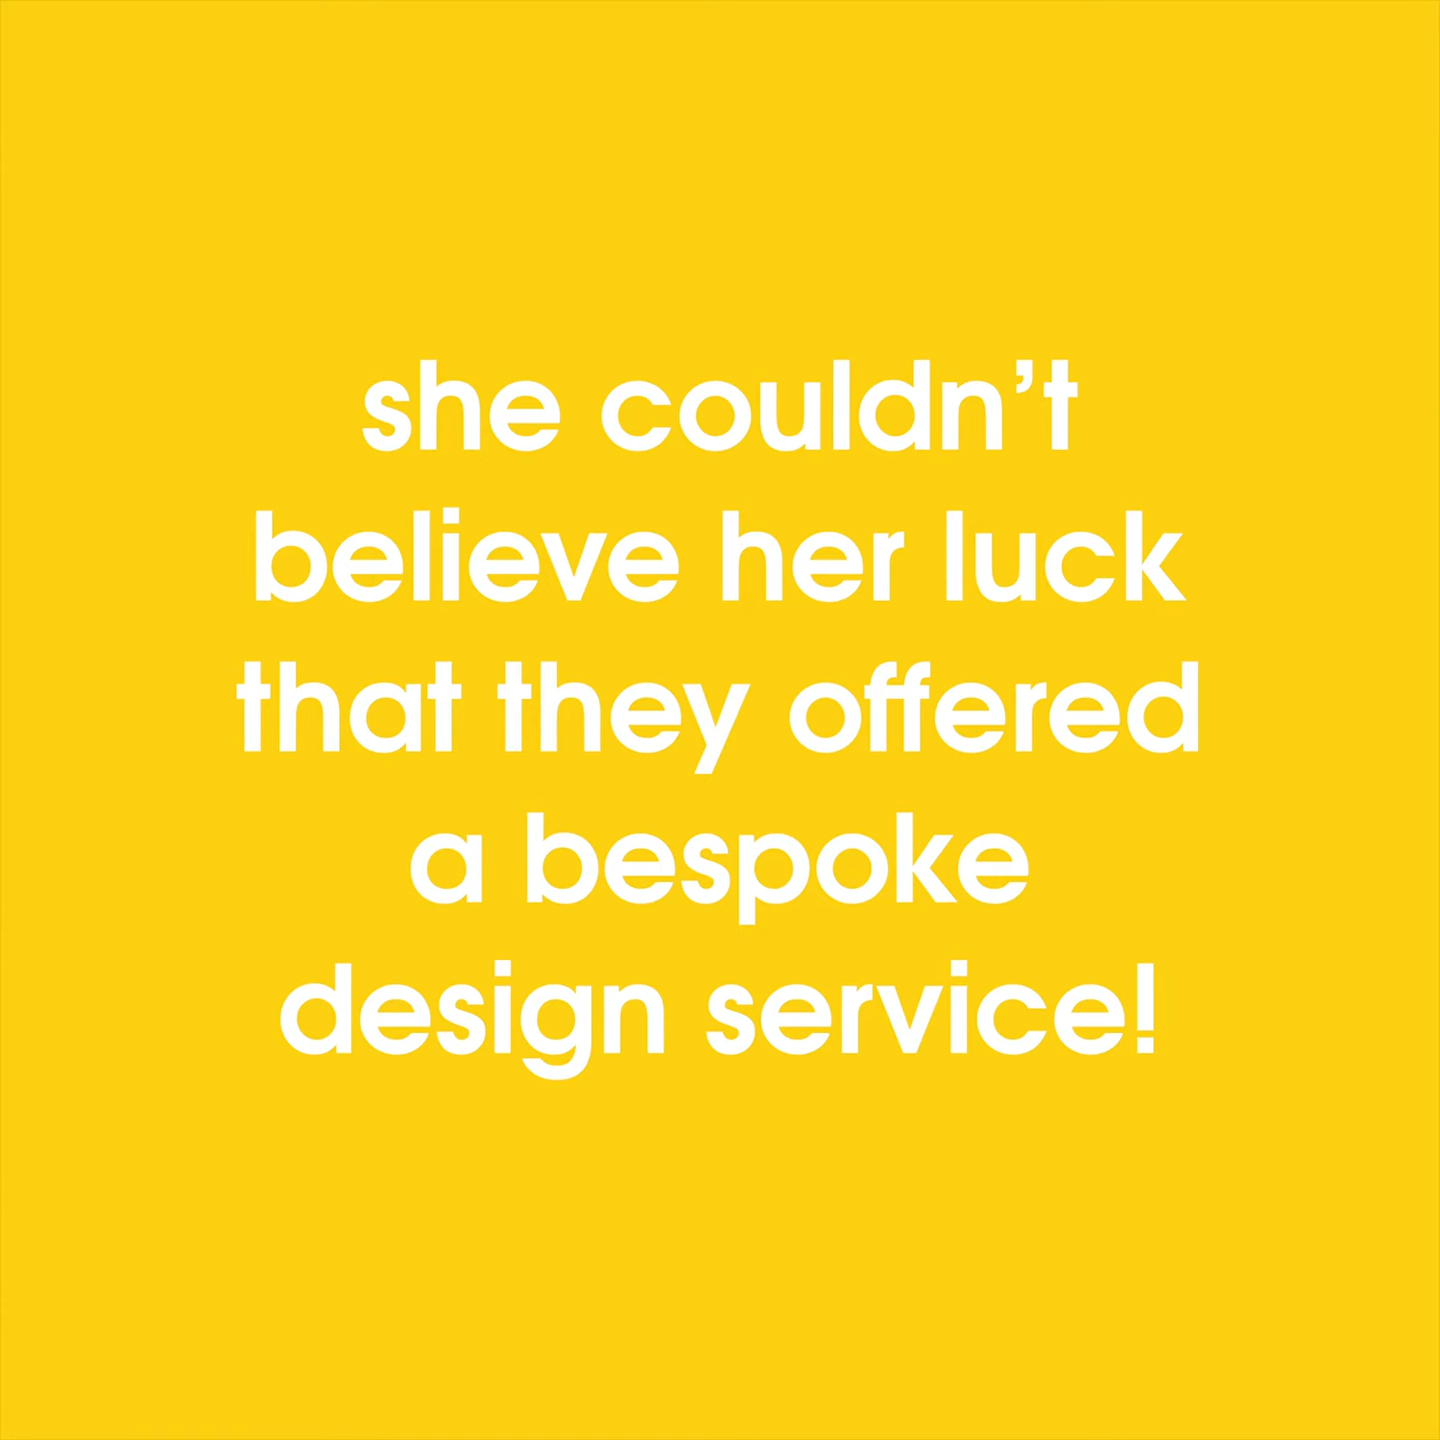 she couldn’t
believe her luck
that they offered
a bespoke
design service!